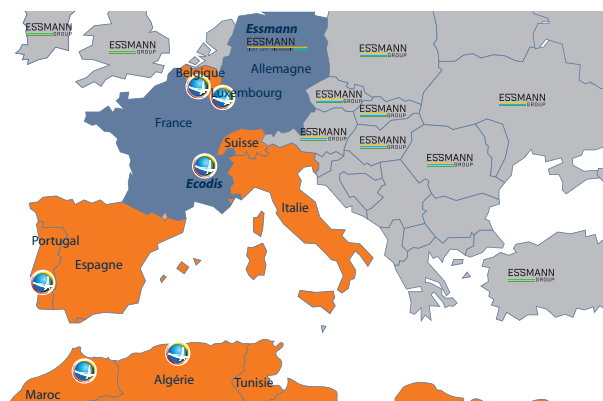 ESSMANN
GROUP
ESSMANN
GROUP
Essmann
ESSMANN
ESSMANN
GROUP
Belgique
Allemagne
Luxembourg
ESSMANN
GROUP
ESSMANN
GROUP
ESSMANN
GROUP
France
ESSMANN
GROUP
ESSMANN
GROUP
Suisse
ESSMANN
GROUP
Ecodis
Italie
Portugal
Espagne
ESSMANN
GROUP
Algérie
Tunisie
Maroc